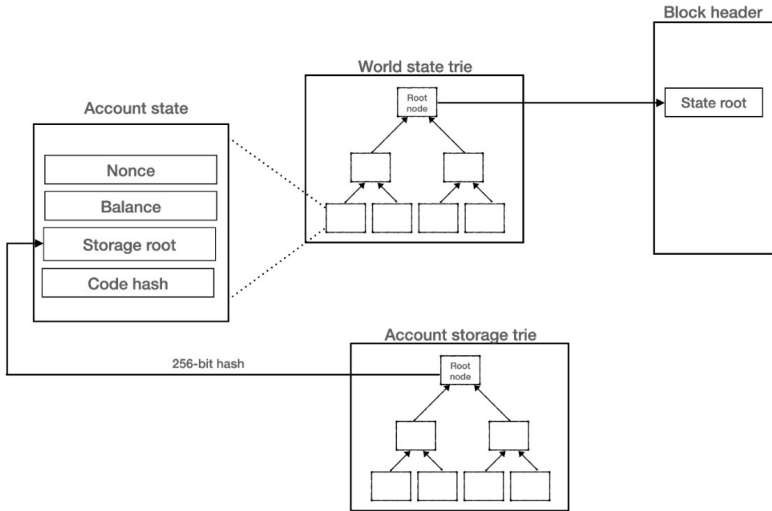 Block header
World state trie
Root
node
State root
Account state
Nonce
Balance
Storage root
Code hash
Account storage trie
256-bit hash
Root
node